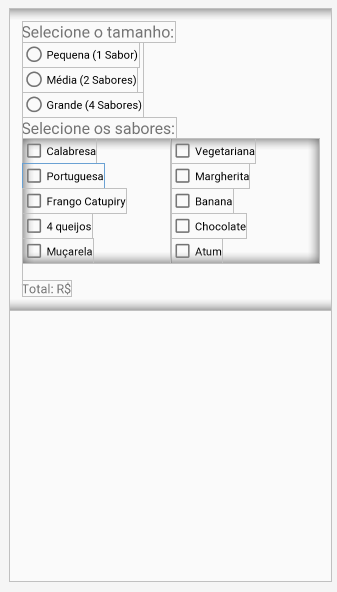 Selecione o tamanho:
Pequena (1 Sabor)
Média (2 Sabores)
Grande (4 Sabores)
Selecione os sabores:
Calabresa
Portuguesa
Frango Catupiry
4 queijos
Muçarela
Vegetariana
Margherita
Banana
Chocolate
Atum
Total: R$